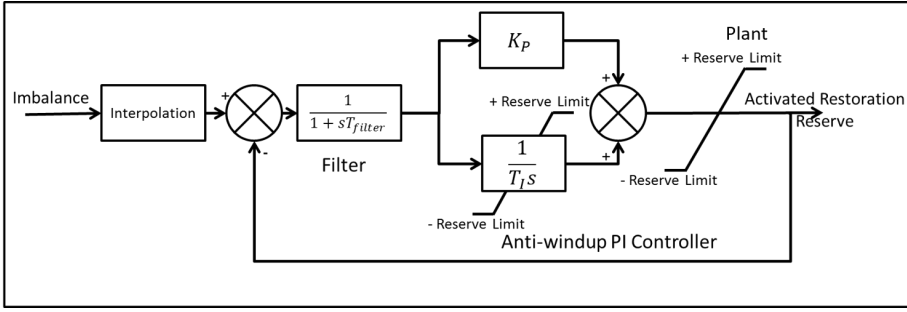 Plant
+ Reserve Limit
K_P
Imbalance
Interpolation
+
-
1
1 + sT_filter
Filter
+ Reserve Limit
1
T_I s
- Reserve Limit
+
+
Activated Restoration
Reserve
- Reserve Limit
Anti-windup PI Controller